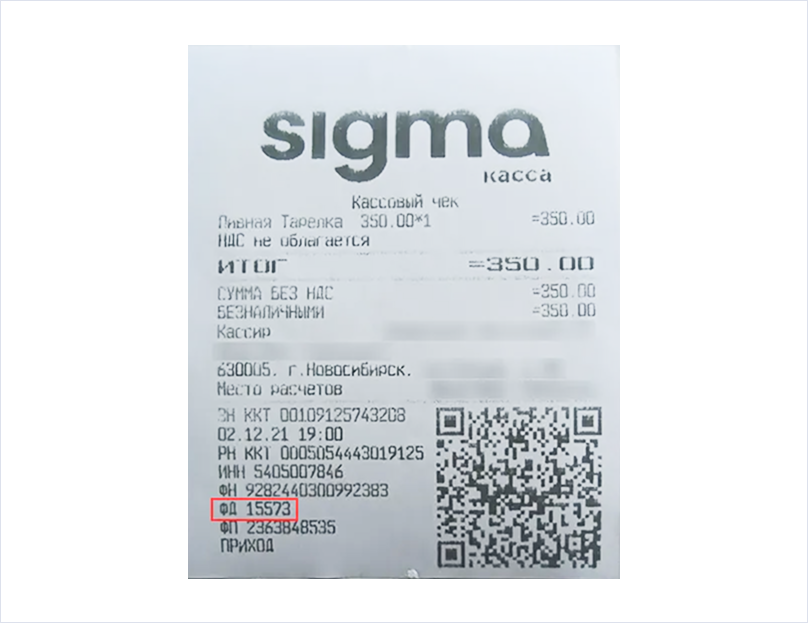 sigma
касса
Кассовый чек
Пивная Тарелка 350.00*1 =350.00
НДС не облагается
ИТОГ =350.00
СУММА БЕЗ НДС =350.00
БЕЗНАЛИЧНЫМИ =350.00
Кассир
630005. г.Новосибирск.
Место расчетов
ЗН ККТ 00109125743208
02.12.21 19:00
РН ККТ 0005054443019125
ИНН 5405007846
ФН 9282440300992383
ФД 15573
ФП 2363848535
ПРИХОД